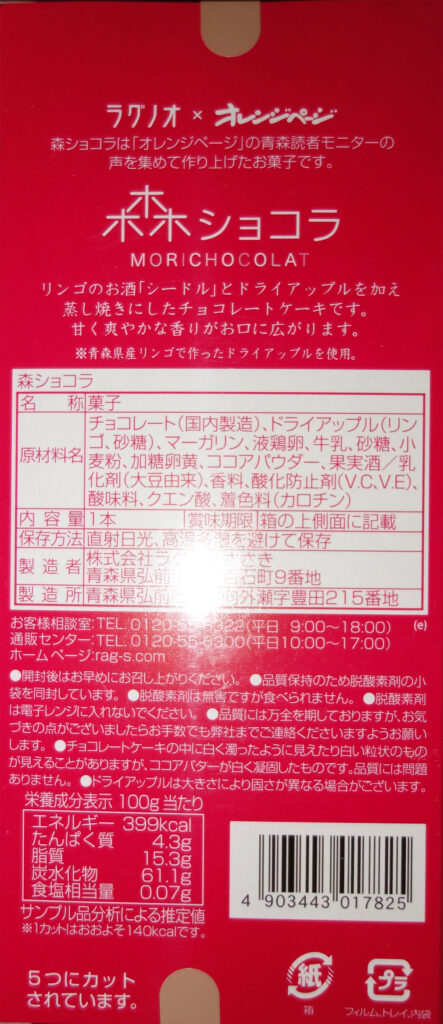 ラグノオ × オレンジページ
森ショコラは「オレンジページ」の青森読者モニターの
声を集めて作り上げたお菓子です。
森ショコラ
MORICHOCOLAT
リンゴのお酒「シードル」とドライアップルを加え
蒸し焼きにしたチョコレートケーキです。
甘く爽やかな香りがお口に広がります。
※青森県産リンゴで作ったドライアップルを使用。
森ショコラ
名称 菓子
原材料名 チョコレート(国内製造)、ドライアップル(リン
ゴ、砂糖)、マーガリン、液鶏卵、牛乳、砂糖、小
麦粉、加糖卵黄、ココアパウダー、果実酒/乳
化剤(大豆由来)、香料、酸化防止剤(V.C,V.E)、
酸味料、クエン酸、着色料(カロチン)
内容量 1本 賞味期限 箱の上側面に記載
保存方法 直射日光、高温多湿を避けて保存
製造者 株式会社ラグ さき
青森県弘前 石町9番地
製造所 青森県弘前市 外瀬字豊田215番地
お客様相談室:TEL.0120-5 322(平日 9:00~18:00) (e)
通販センター:TEL.0120-55-6300(平日10:00~17:00)
ホームページ:rag-s.com
●開封後はお早めにお召し上がりください。●品質保持のため脱酸素剤の小
袋を同封しています。●脱酸素剤は無害ですが食べられません。●脱酸素剤
は電子レンジに入れないでください。●品質には万全を期しておりますが、お気
づきの点がございましたらお手数でも弊社までご連絡くださいますようお願い
します。●チョコレートケーキの中に白く濁ったように見えたり白い粒状のもの
が見えることがありますが、ココアバターが白く凝固したものです。品質には問題
ありません。●ドライアップルは大きさにより固さが異なる場合がございます。
栄養成分表示 100g当たり
エネルギー 399kcal
たんぱく質 4.3g
脂質 15.3g
炭水化物 61.1g
食塩相当量 0.07g
サンプル品分析による推定値
※1カットはおおよそ140kcalです。
4 903443 017825
5つにカット
されています。
紙
箱
プラ
フィルム、トレイ、内袋